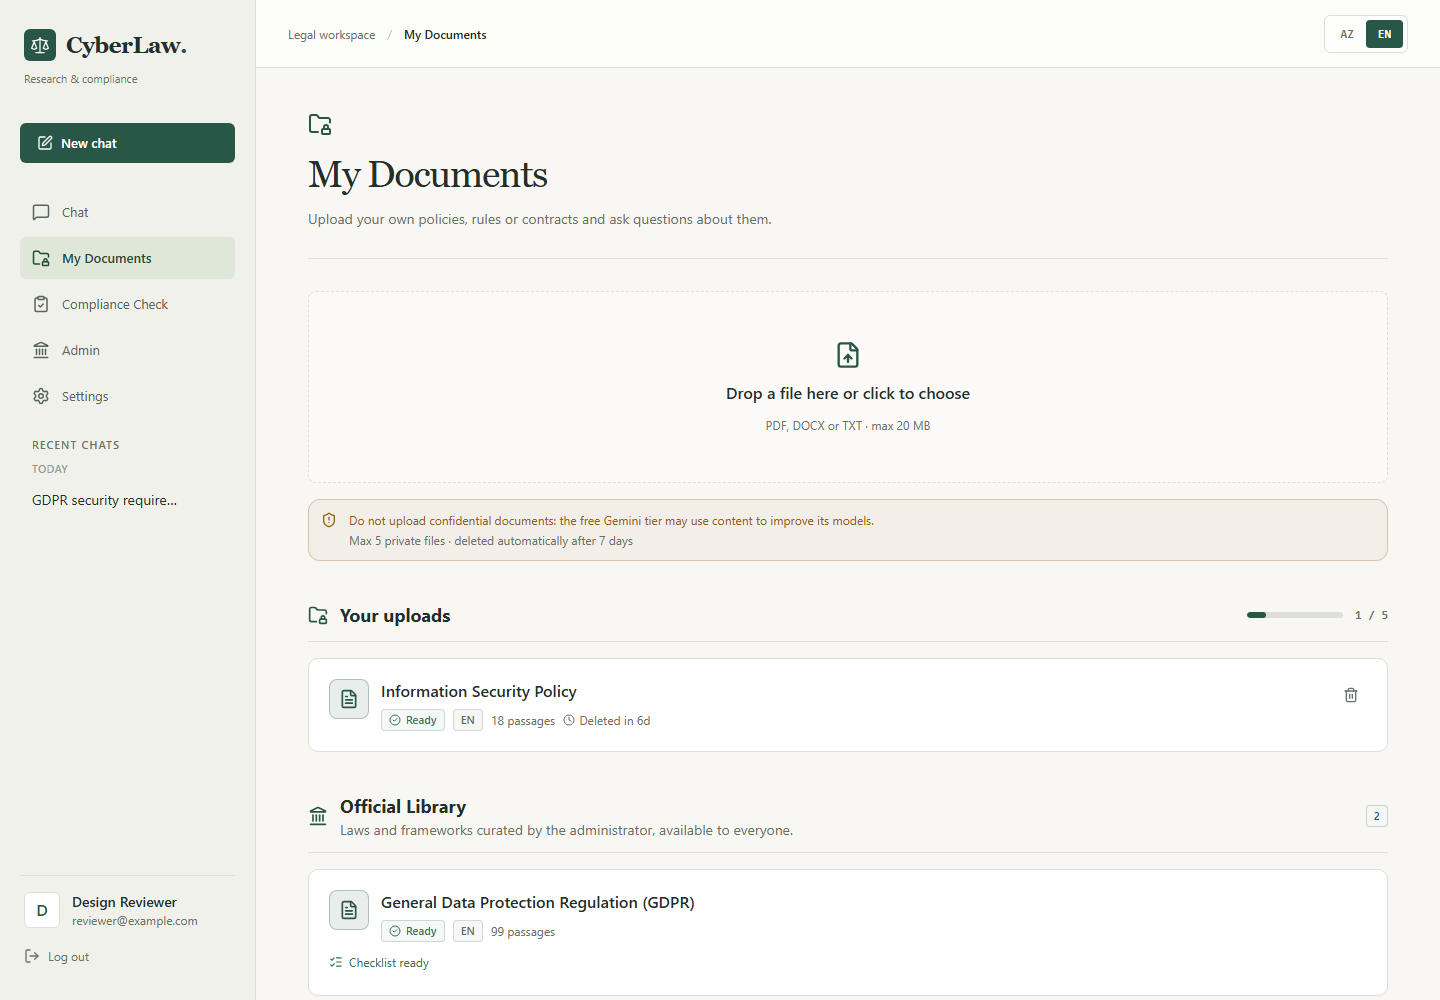 CyberLaw.
Research & compliance
New chat
Chat
My Documents
Compliance Check
Admin
Settings
RECENT CHATS
TODAY
GDPR security require...
D
Design Reviewer
reviewer@example.com
Log out
Legal workspace / My Documents
AZ EN
My Documents
Upload your own policies, rules or contracts and ask questions about them.
Drop a file here or click to choose
PDF, DOCX or TXT · max 20 MB
Do not upload confidential documents: the free Gemini tier may use content to improve its models.
Max 5 private files · deleted automatically after 7 days
Your uploads
1 / 5
Information Security Policy
Ready EN 18 passages Deleted in 6d
Official Library
Laws and frameworks curated by the administrator, available to everyone.
2
General Data Protection Regulation (GDPR)
Ready EN 99 passages
Checklist ready